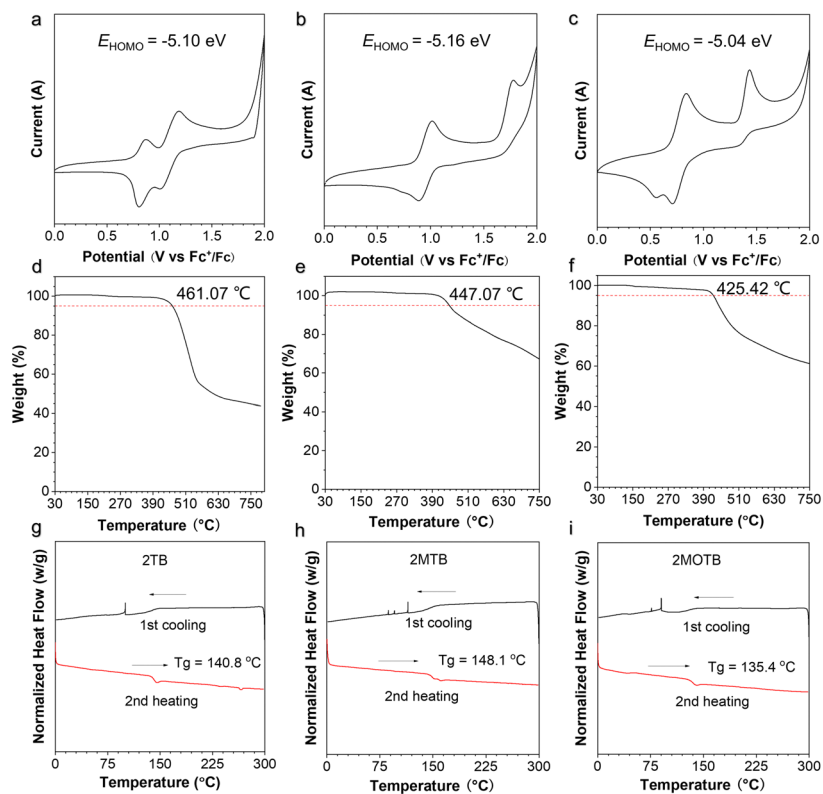 a
E_HOMO = -5.10 eV
Current (A)
0.0 0.5 1.0 1.5 2.0
Potential (V vs Fc⁺/Fc)
b
E_HOMO = -5.16 eV
Current (A)
0.0 0.5 1.0 1.5 2.0
Potential (V vs Fc⁺/Fc)
c
E_HOMO = -5.04 eV
Current (A)
0.0 0.5 1.0 1.5 2.0
Potential (V vs Fc⁺/Fc)
d
461.07 ℃
Weight (%)
100
80
60
40
20
0
30 150 270 390 510 630 750
Temperature (°C)
e
447.07 ℃
Weight (%)
100
80
60
40
20
0
30 150 270 390 510 630 750
Temperature (°C)
f
425.42 ℃
Weight (%)
100
80
60
40
20
0
30 150 270 390 510 630 750
Temperature (°C)
g
2TB
Normalized Heat Flow (w/g)
1st cooling
Tg = 140.8 °C
2nd heating
0 75 150 225 300
Temperature (°C)
h
2MTB
Normalized Heat Flow (w/g)
1st cooling
Tg = 148.1 °C
2nd heating
0 75 150 225 300
Temperature (°C)
i
2MOTB
Normalized Heat Flow (w/g)
1st cooling
Tg = 135.4 °C
2nd heating
0 75 150 225 300
Temperature (°C)